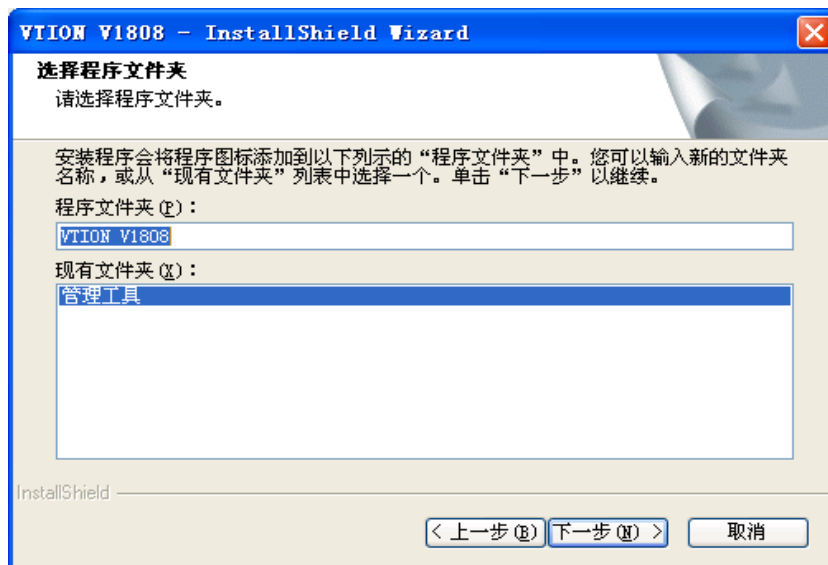 VTION V1808 - InstallShield Wizard
选择程序文件夹
请选择程序文件夹。
安装程序会将程序图标添加到以下列示的“程序文件夹”中。您可以输入新的文件夹
名称，或从“现有文件夹”列表中选择一个。单击“下一步”以继续。
程序文件夹(P)：
VTION V1808
现有文件夹(X)：
管理工具
InstallShield
< 上一步(B) 下一步(N) > 取消